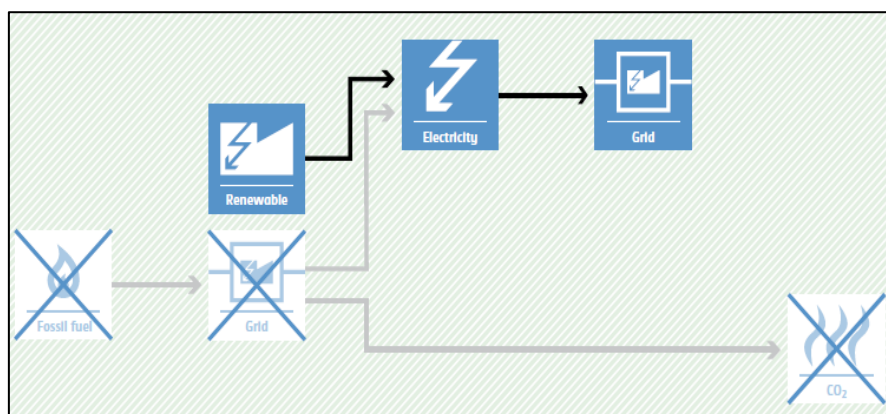 Electricity
Grid
Renewable
Fossil fuel
Grid
CO₂